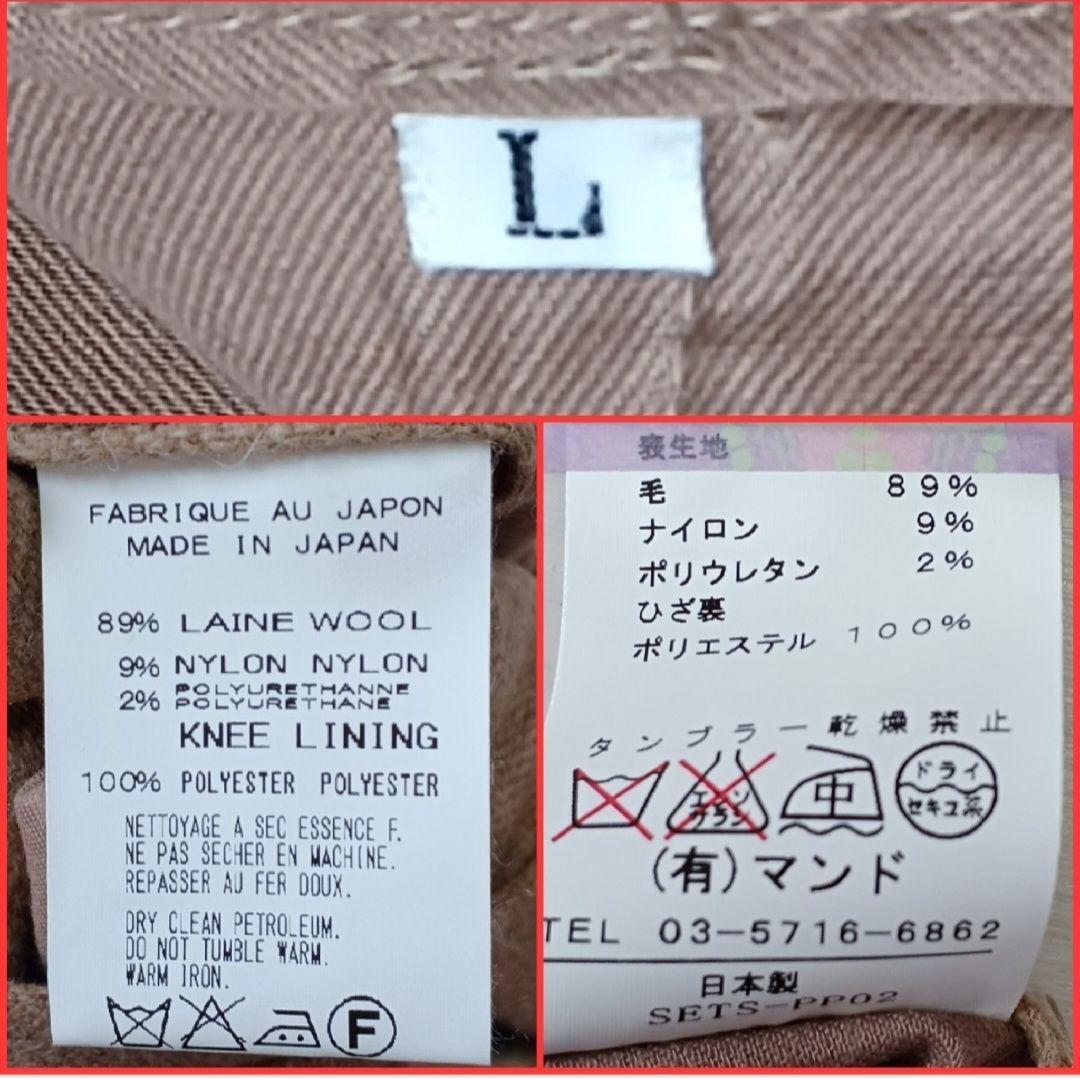 L
FABRIQUE AU JAPON
MADE IN JAPAN
89% LAINE WOOL
9% NYLON NYLON
2% POLYURETHANNE
POLYURETHANE
KNEE LINING
100% POLYESTER POLYESTER
NETTOYAGE A SEC ESSENCE F.
NE PAS SECHER EN MACHINE.
REPASSER AU FER DOUX.
DRY CLEAN PETROLEUM.
DO NOT TUMBLE WARM.
WARM IRON.
F
表生地
毛 89%
ナイロン 9%
ポリウレタン 2%
ひざ裏
ポリエステル 100%
タンブラー乾燥禁止
エンソサラシ 中 ドライ セキユ系
(有)マンド
TEL 03-5716-6862
日本製
SETS-PP02